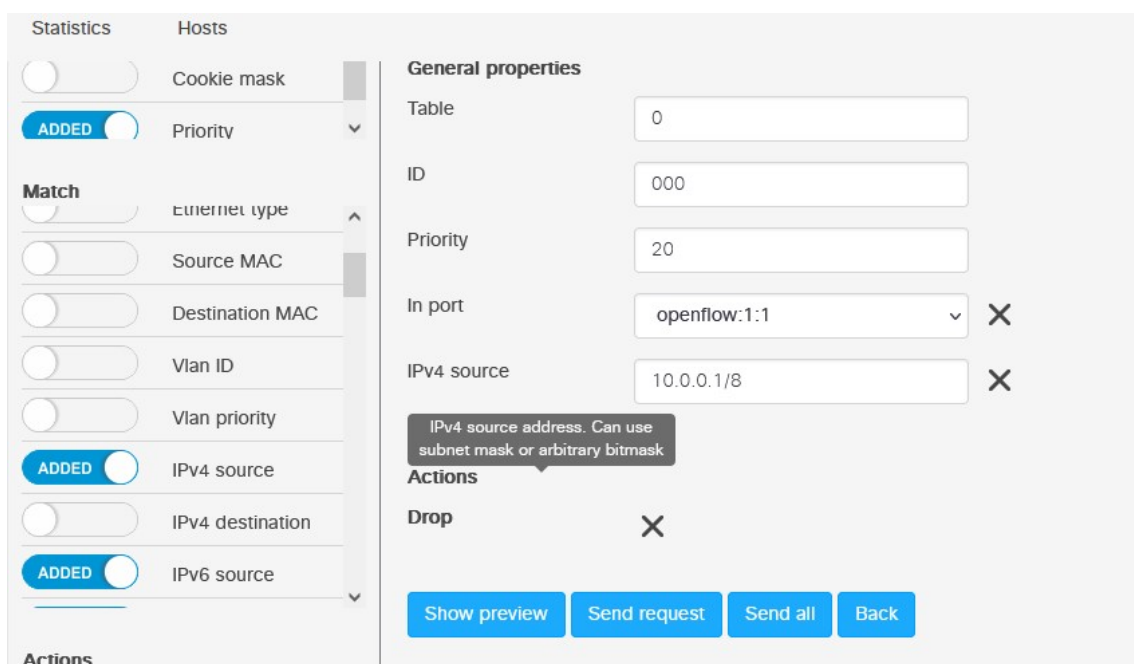 Statistics Hosts
Cookie mask
ADDED Priority
Match
Ethernet type
Source MAC
Destination MAC
Vlan ID
Vlan priority
ADDED IPv4 source
IPv4 destination
ADDED IPv6 source
Actions
General properties
Table 0
ID 000
Priority 20
In port openflow:1:1
IPv4 source 10.0.0.1/8
IPv4 source address. Can use
subnet mask or arbitrary bitmask
Actions
Drop
Show preview Send request Send all Back